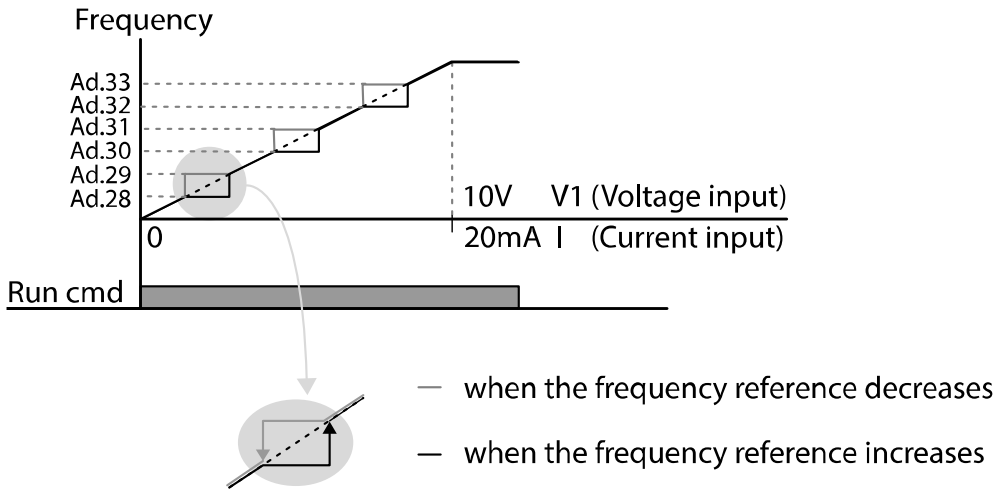 Frequency
Ad.33
Ad.32
Ad.31
Ad.30
Ad.29
Ad.28
10V V1 (Voltage input)
0 20mA I (Current input)
Run cmd
when the frequency reference decreases
when the frequency reference increases